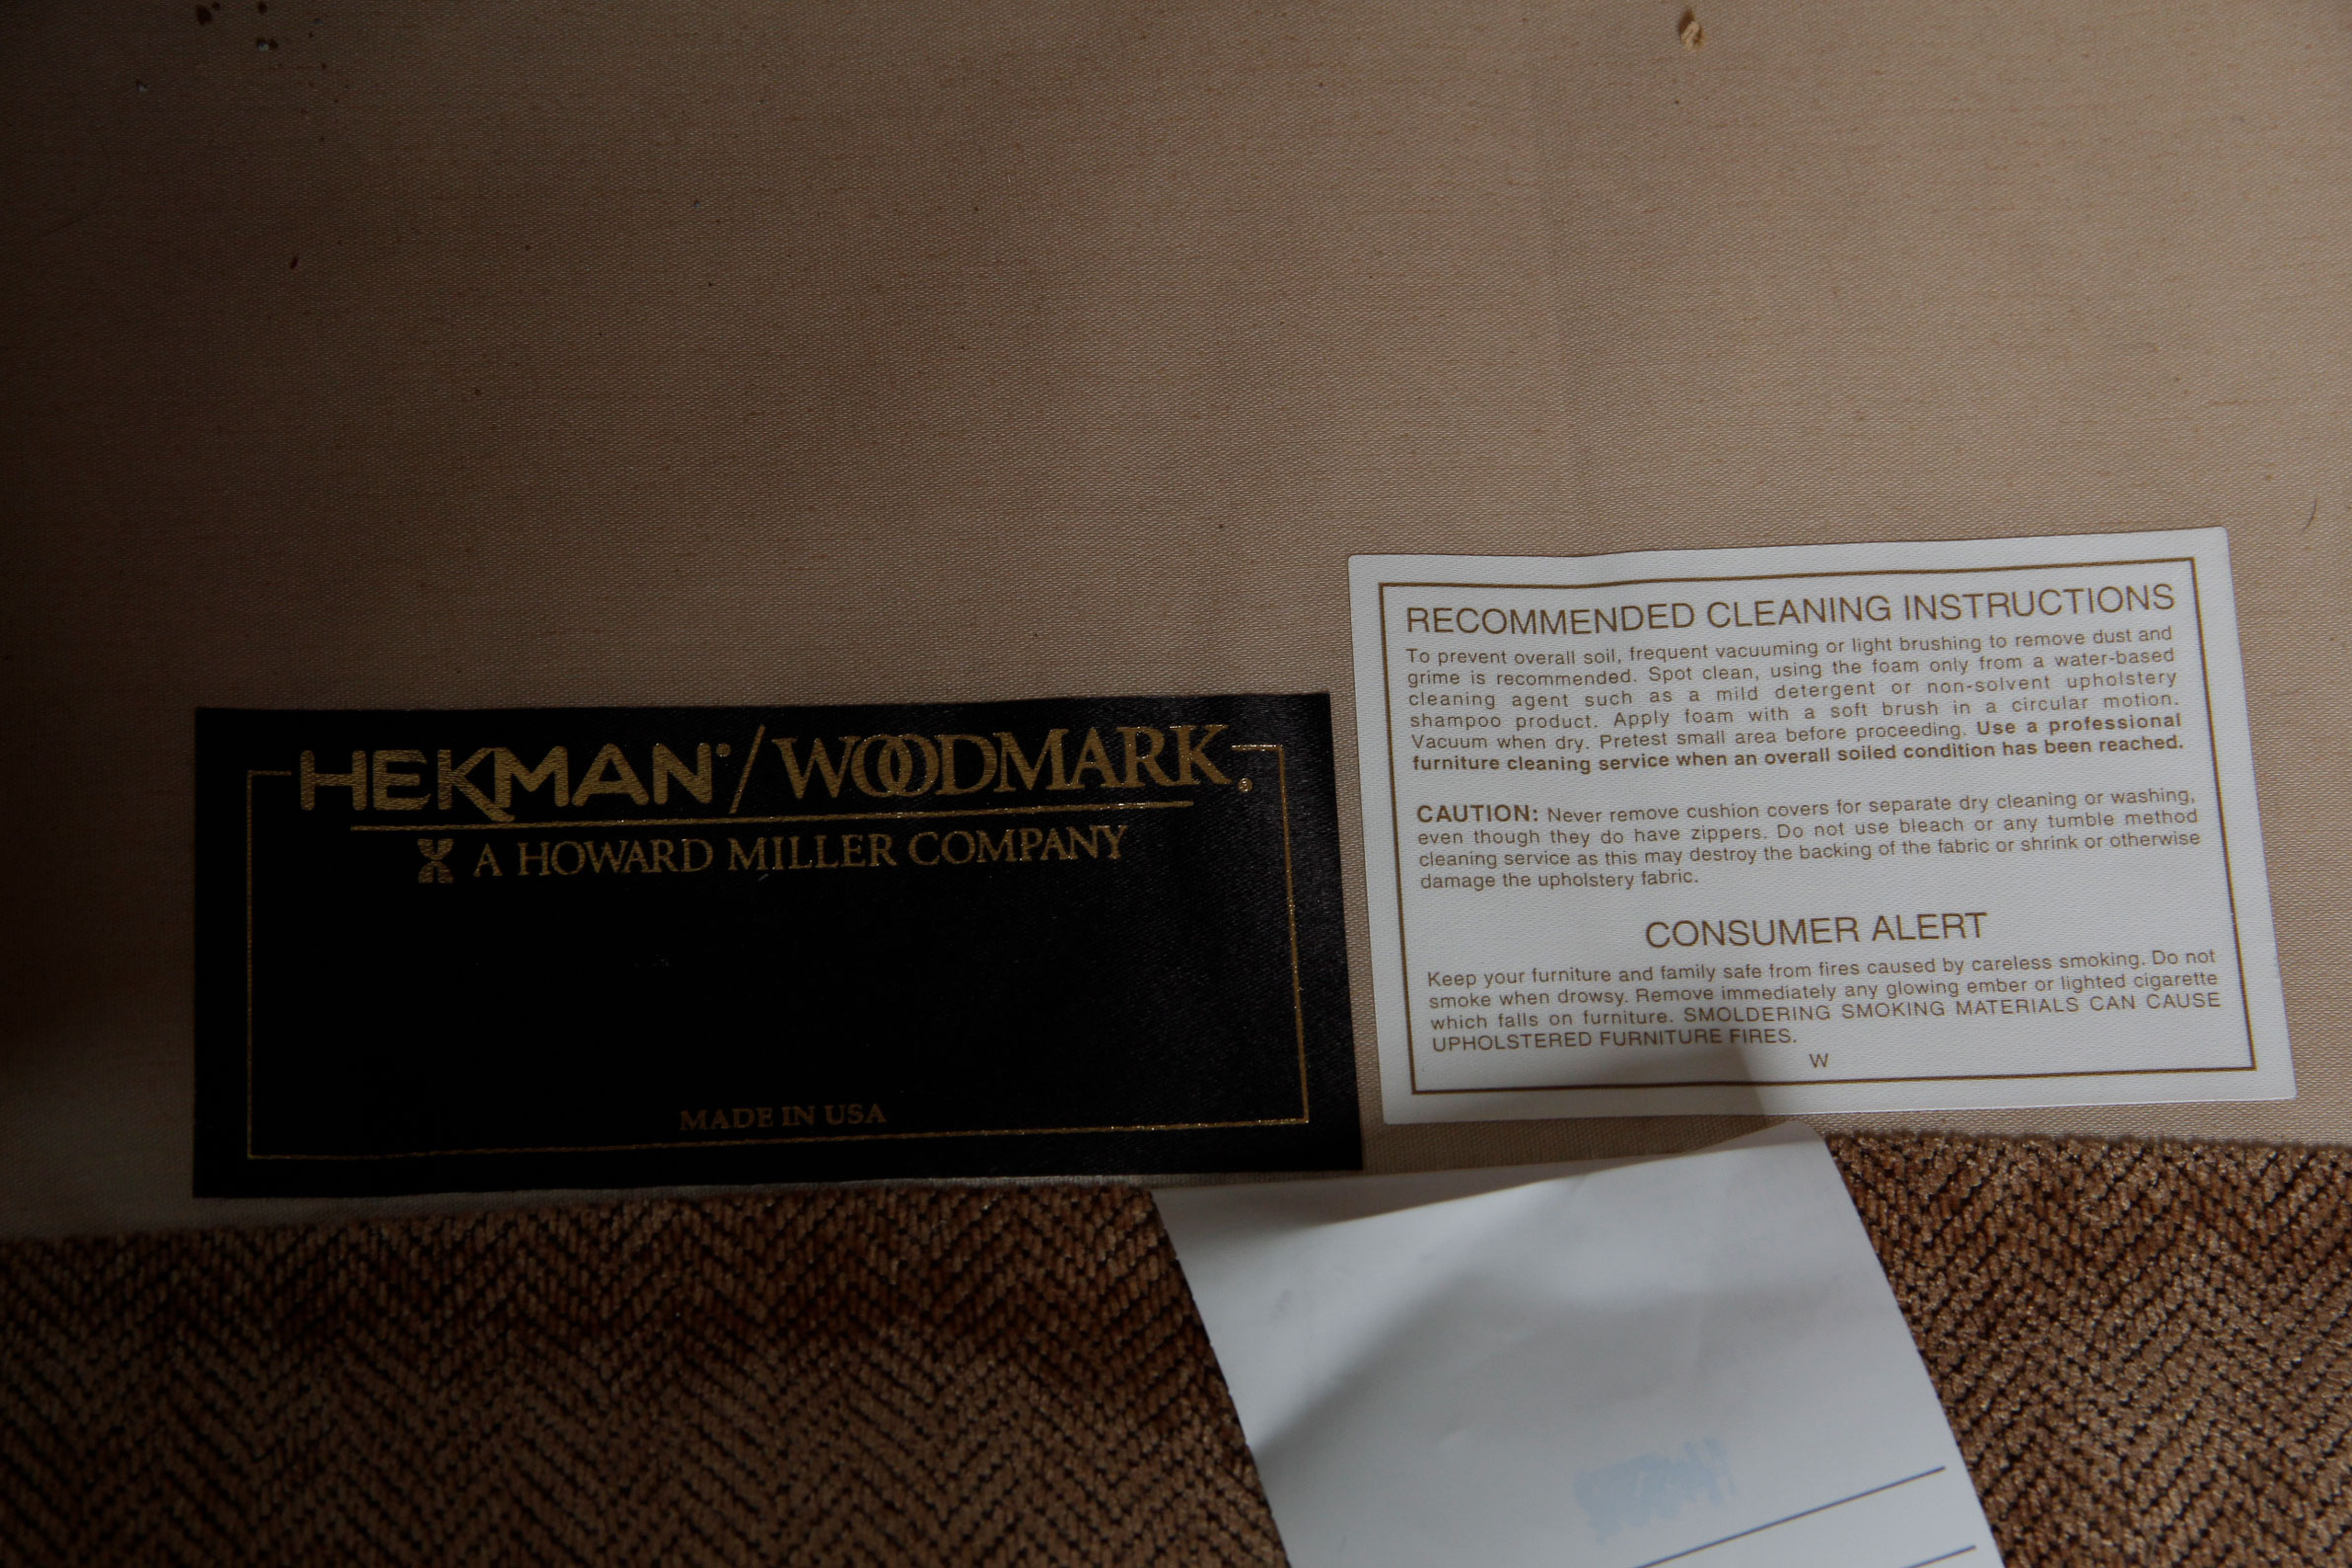 HEKMAN®/WOODMARK®
A HOWARD MILLER COMPANY
MADE IN USA
RECOMMENDED CLEANING INSTRUCTIONS
To prevent overall soil, frequent vacuuming or light brushing to remove dust and
grime is recommended. Spot clean, using the foam only from a water-based
cleaning agent such as a mild detergent or non-solvent upholstery
shampoo product. Apply foam with a soft brush in a circular motion.
Vacuum when dry. Pretest small area before proceeding. Use a professional
furniture cleaning service when an overall soiled condition has been reached.
CAUTION: Never remove cushion covers for separate dry cleaning or washing,
even though they do have zippers. Do not use bleach or any tumble method
cleaning service as this may destroy the backing of the fabric or shrink or otherwise
damage the upholstery fabric.
CONSUMER ALERT
Keep your furniture and family safe from fires caused by careless smoking. Do not
smoke when drowsy. Remove immediately any glowing ember or lighted cigarette
which falls on furniture. SMOLDERING SMOKING MATERIALS CAN CAUSE
UPHOLSTERED FURNITURE FIRES.
W